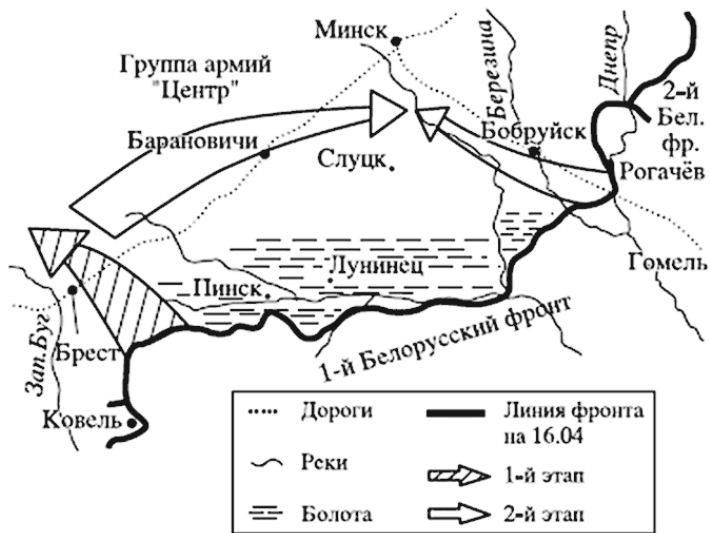 Минск
Группа армий
"Центр"
Березина
Днепр
2-й
Бел.
фр.
Барановичи
Бобруйск
Слуцк
Рогачёв
Лунинец
Гомель
Пинск
Зап.Буг
Брест
1-й Белорусский фронт
Ковель
Дороги
Линия фронта
на 16.04
Реки
1-й этап
Болота
2-й этап